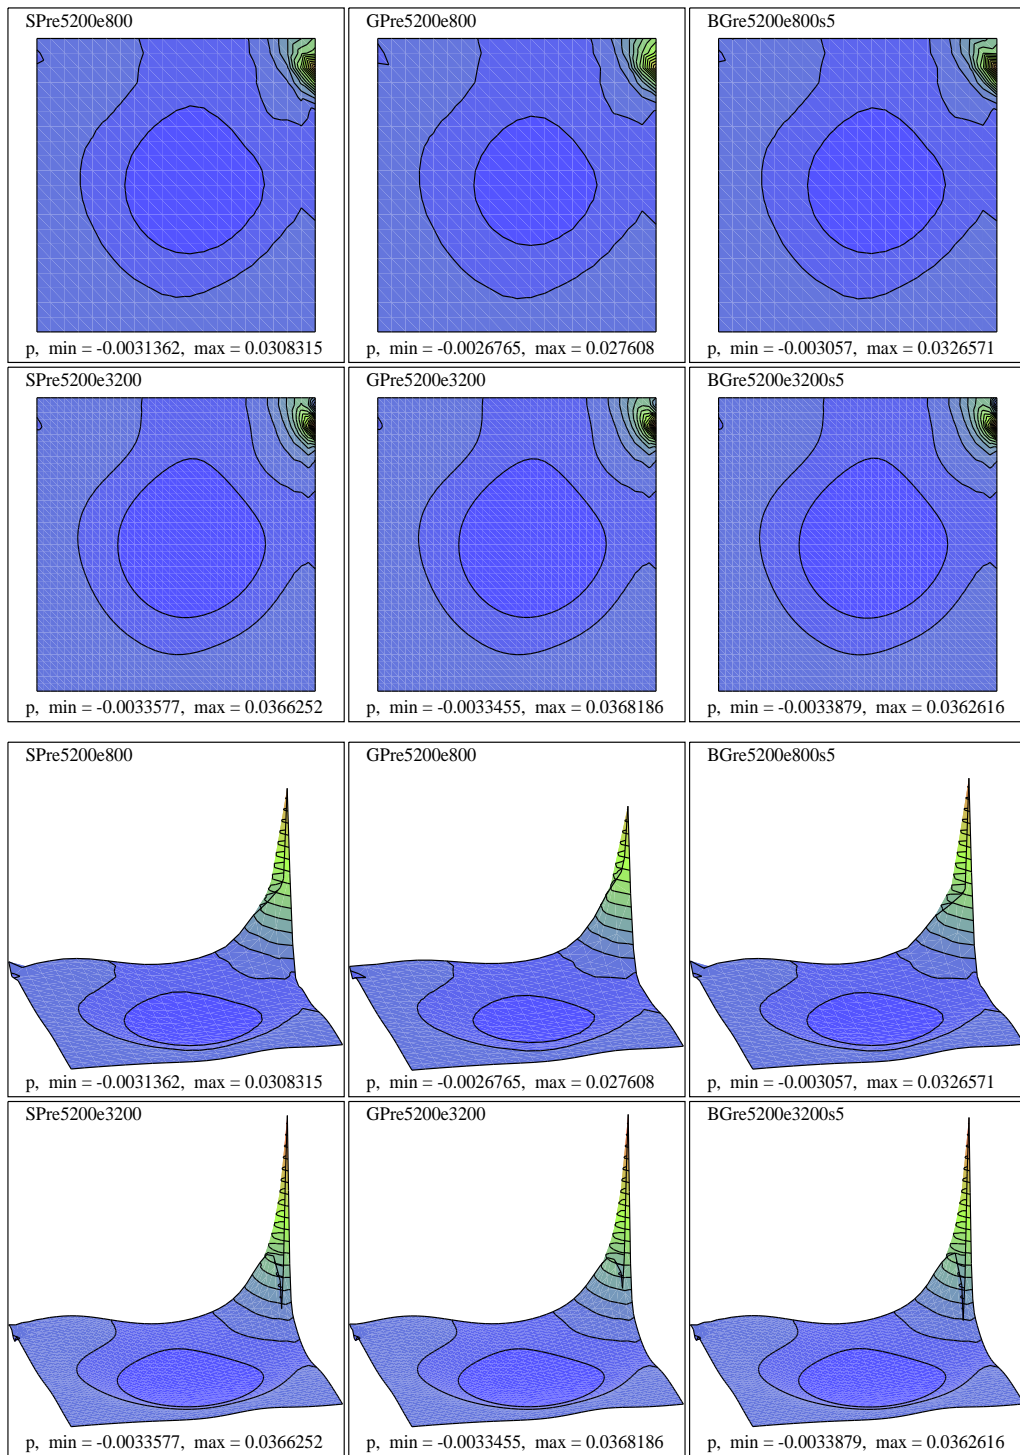 SPre5200e800
GPre5200e800
BGre5200e800s5
p, min = -0.0031362, max = 0.0308315
p, min = -0.0026765, max = 0.027608
p, min = -0.003057, max = 0.0326571
SPre5200e3200
GPre5200e3200
BGre5200e3200s5
p, min = -0.0033577, max = 0.0366252
p, min = -0.0033455, max = 0.0368186
p, min = -0.0033879, max = 0.0362616
SPre5200e800
GPre5200e800
BGre5200e800s5
p, min = -0.0031362, max = 0.0308315
p, min = -0.0026765, max = 0.027608
p, min = -0.003057, max = 0.0326571
SPre5200e3200
GPre5200e3200
BGre5200e3200s5
p, min = -0.0033577, max = 0.0366252
p, min = -0.0033455, max = 0.0368186
p, min = -0.0033879, max = 0.0362616